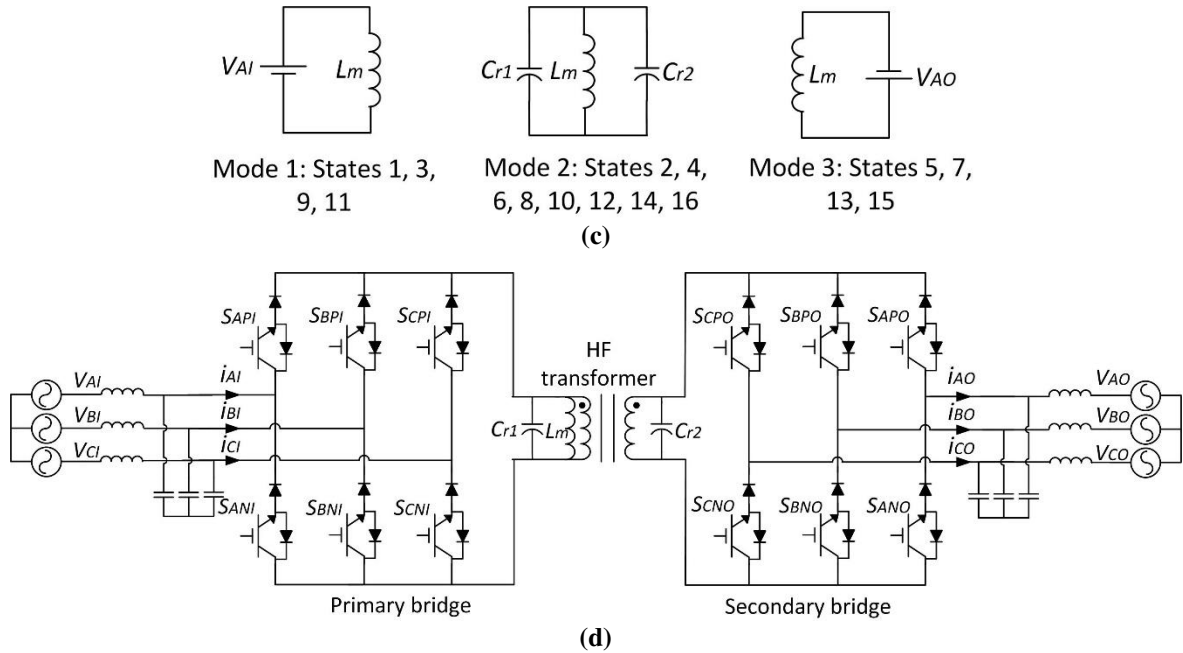 VAI Lm
Cr1 Lm Cr2
Lm VAO
Mode 1: States 1, 3,
9, 11
Mode 2: States 2, 4,
6, 8, 10, 12, 14, 16
Mode 3: States 5, 7,
13, 15
(c)
SAPI SBPI SCPI
SCPO SBPO SAPO
HF
transformer
VAI iAI
VBI iBI
VCI iCI
Cr1 Lm Cr2
iAO VAO
iBO VBO
iCO VCO
SANI SBNI SCNI
SCNO SBNO SANO
Primary bridge
Secondary bridge
(d)